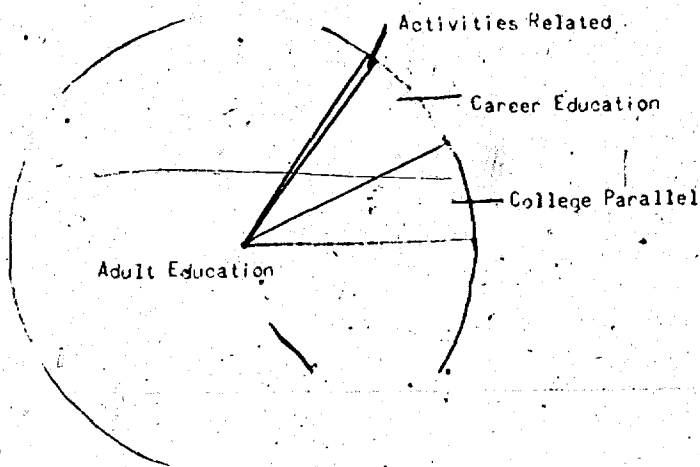 Activities Related
Career Education
College Parallel
Adult Education